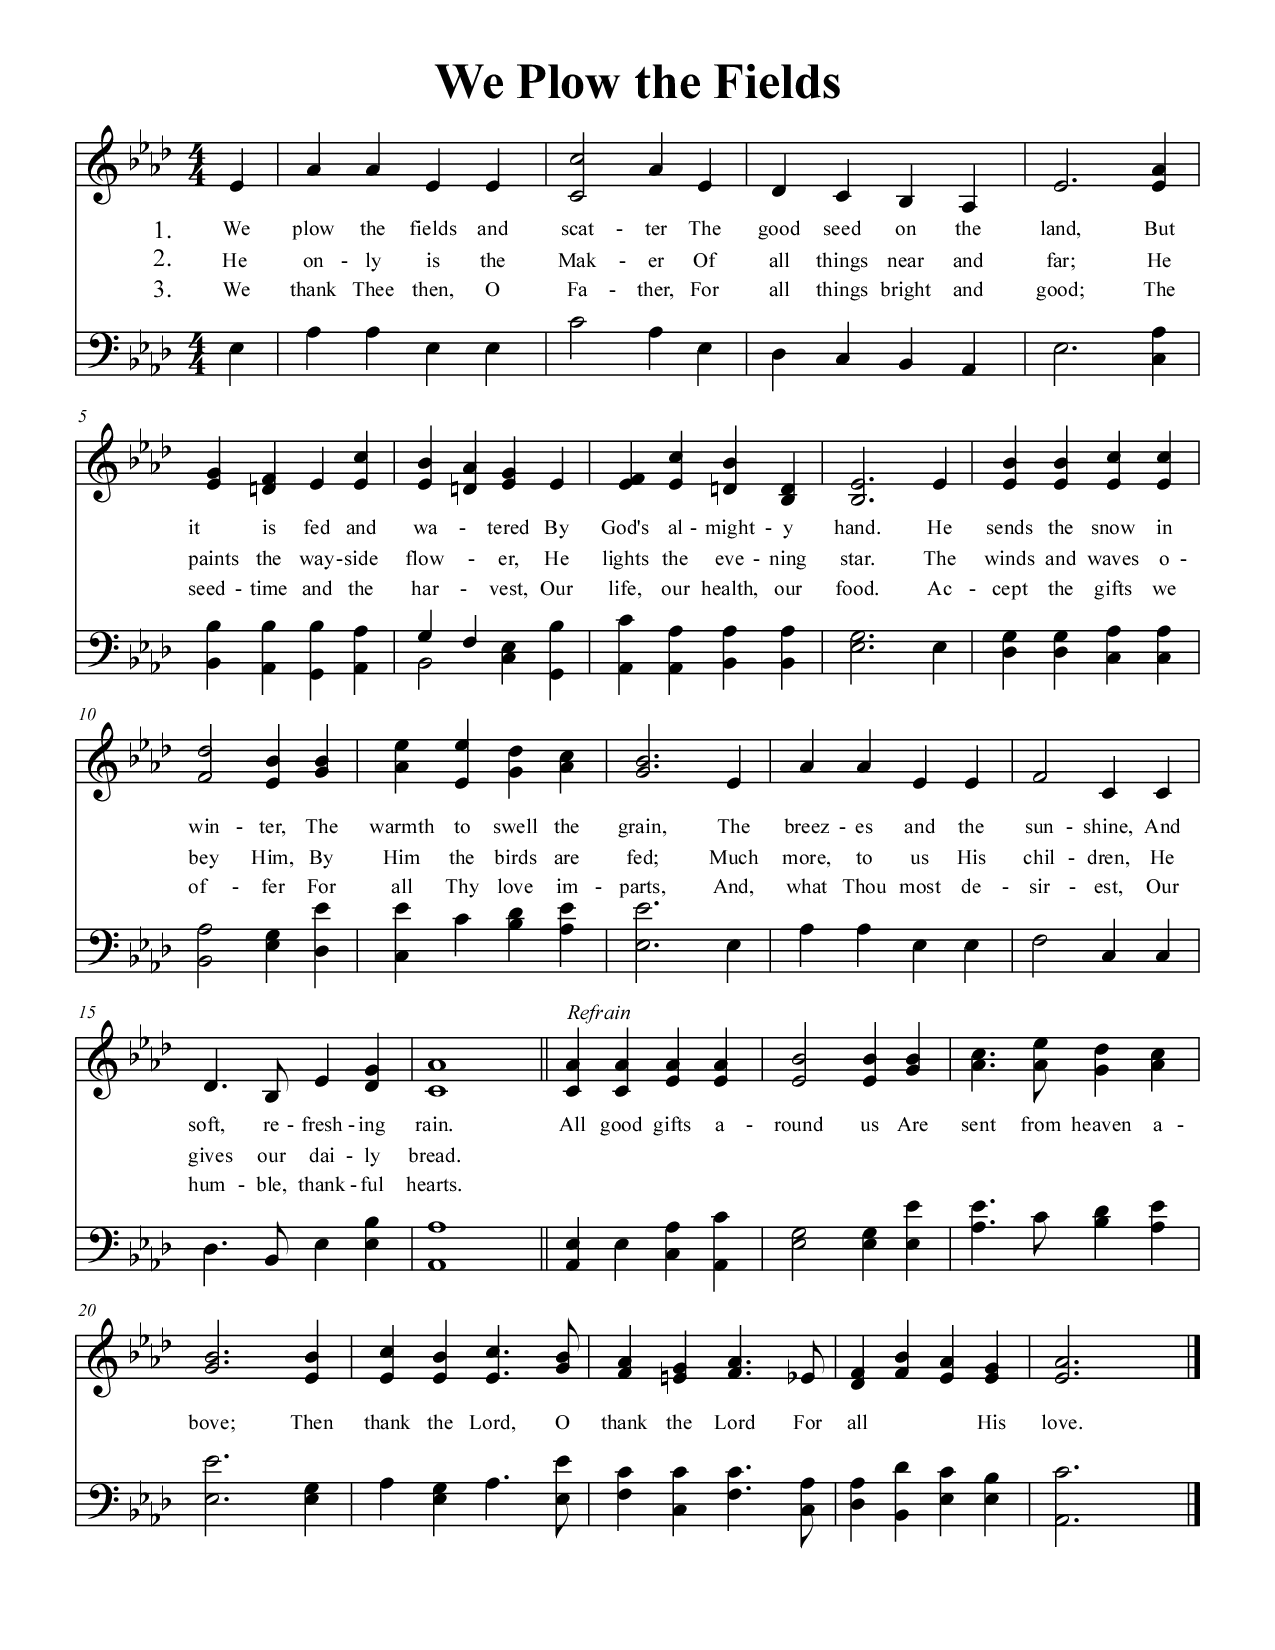 We Plow the Fields
4 4
1. We plow the fields and scat - ter The good seed on the land, But
2. He on - ly is the Mak - er Of all things near and far; He
3. We thank Thee then, O Fa - ther, For all things bright and good; The
4 4
5
it is fed and wa - tered By God's al - might - y hand. He sends the snow in
paints the way - side flow - er, He lights the eve - ning star. The winds and waves o -
seed - time and the har - vest, Our life, our health, our food. Ac - cept the gifts we
10
win - ter, The warmth to swell the grain, The breez - es and the sun - shine, And
bey Him, By Him the birds are fed; Much more, to us His chil - dren, He
of - fer For all Thy love im - parts, And, what Thou most de - sir - est, Our
15 Refrain
soft, re - fresh - ing rain. All good gifts a - round us Are sent from heaven a -
gives our dai - ly bread.
hum - ble, thank - ful hearts.
20
bove; Then thank the Lord, O thank the Lord For all His love.